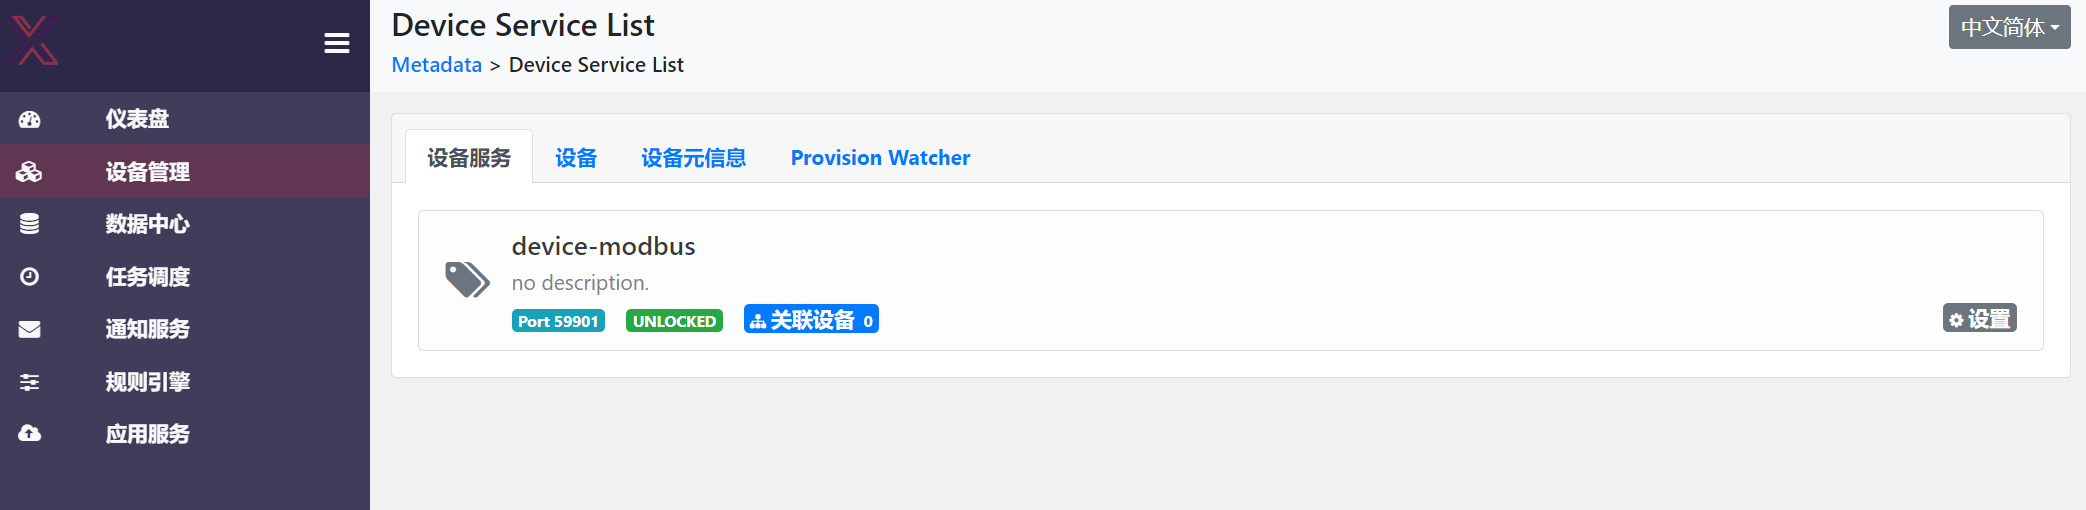 Device Service List
中文简体
Metadata > Device Service List
仪表盘
设备管理
数据中心
任务调度
通知服务
规则引擎
应用服务
设备服务 设备 设备元信息 Provision Watcher
device-modbus
no description.
Port 59901 UNLOCKED 关联设备 0 设置